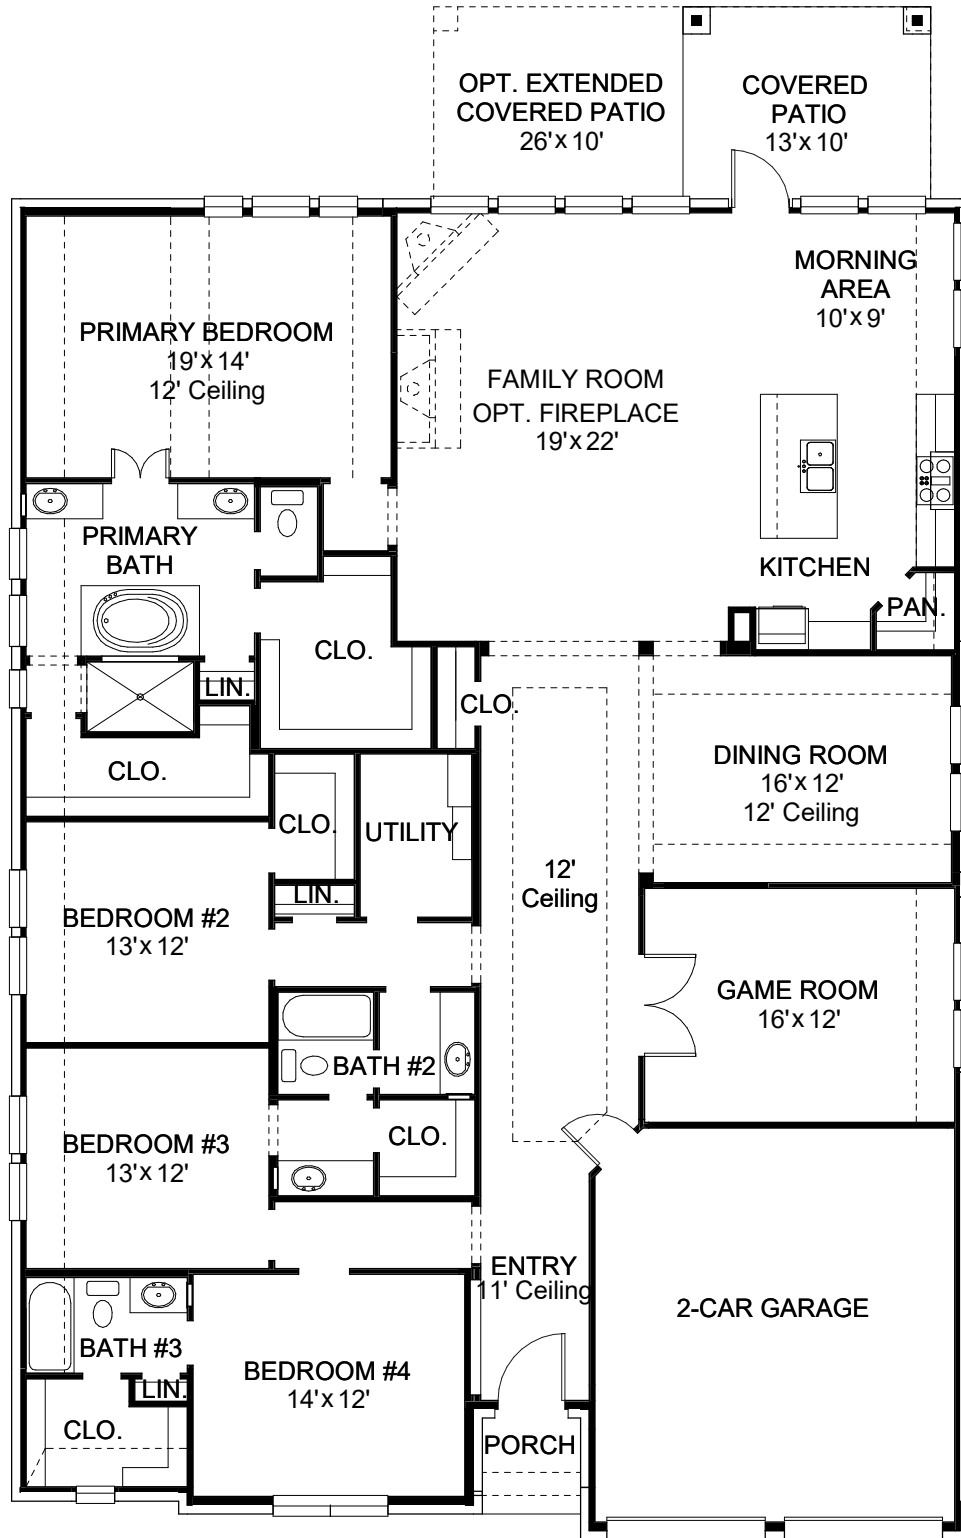 OPT. EXTENDED
COVERED PATIO
26'x 10'
COVERED
PATIO
13'x 10'
MORNING
AREA
10'x 9'
PRIMARY BEDROOM
19'x 14'
12' Ceiling
FAMILY ROOM
OPT. FIREPLACE
19'x 22'
PRIMARY
BATH
KITCHEN
PAN.
CLO.
LIN.
CLO.
CLO.
DINING ROOM
16'x 12'
12' Ceiling
CLO.
UTILITY
12'
Ceiling
LIN.
BEDROOM #2
13'x 12'
GAME ROOM
16'x 12'
BATH #2
CLO.
BEDROOM #3
13'x 12'
ENTRY
11' Ceiling
2-CAR GARAGE
BATH #3
BEDROOM #4
14'x 12'
LIN.
CLO.
PORCH